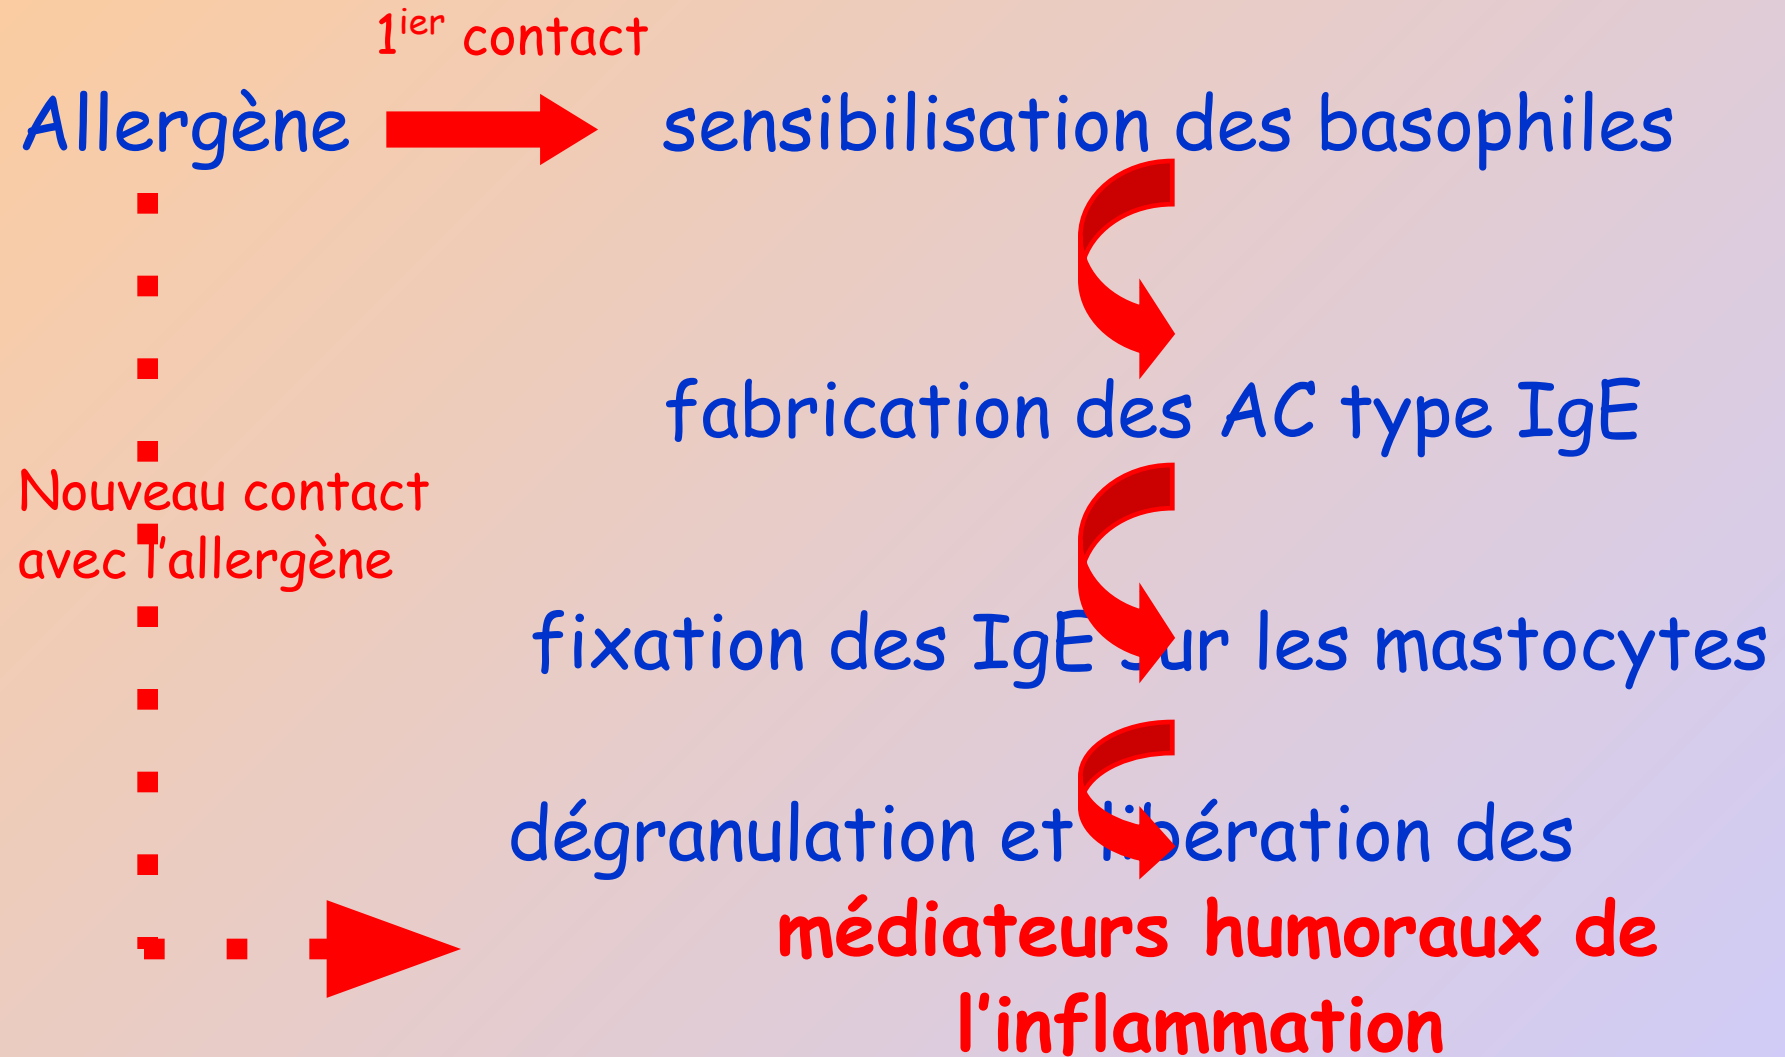 1ier contact
Allergène
sensibilisation des basophiles
fabrication des AC type IgE
Nouveau contact
avec l'allergène
fixation des IgE sur les mastocytes
dégranulation et libération des
médiateurs humoraux de
l'inflammation